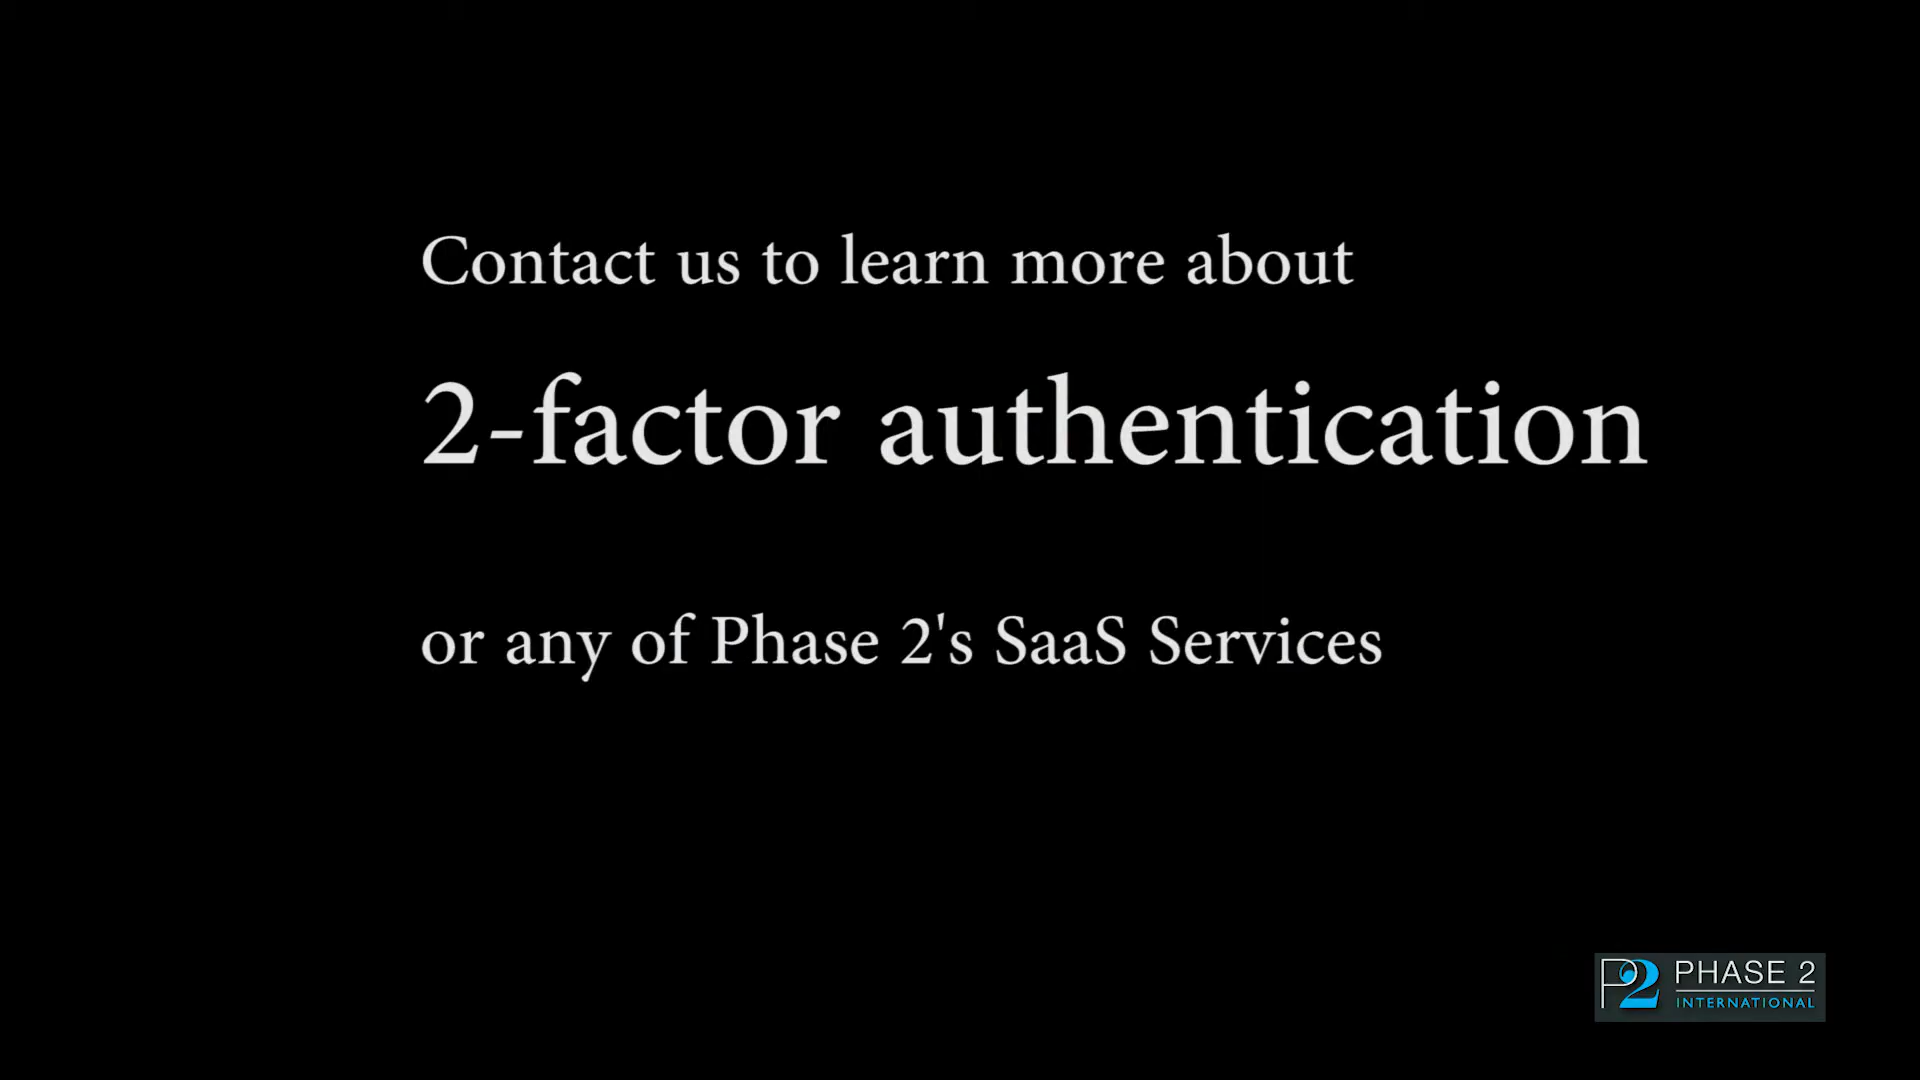 Contact us to learn more about
2-factor authentication
or any of Phase 2's SaaS Services
P2 PHASE 2
INTERNATIONAL